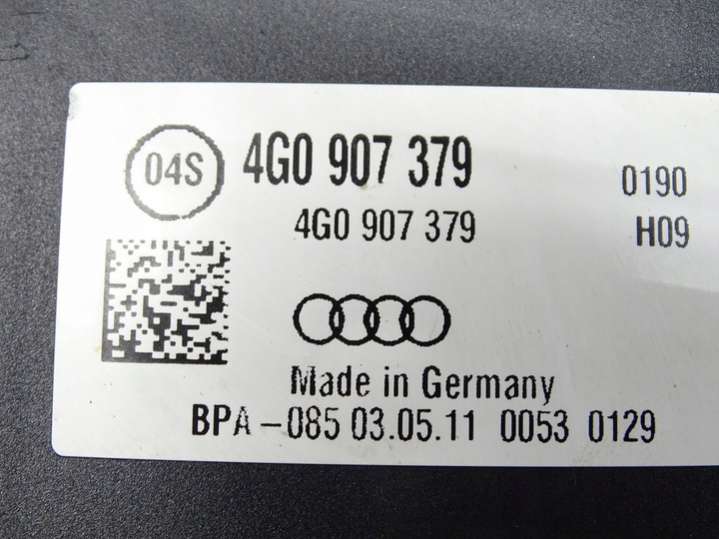 04S 4G0 907 379 0190
4G0 907 379 H09
Made in Germany
BPA-085 03.05.11 0053 0129